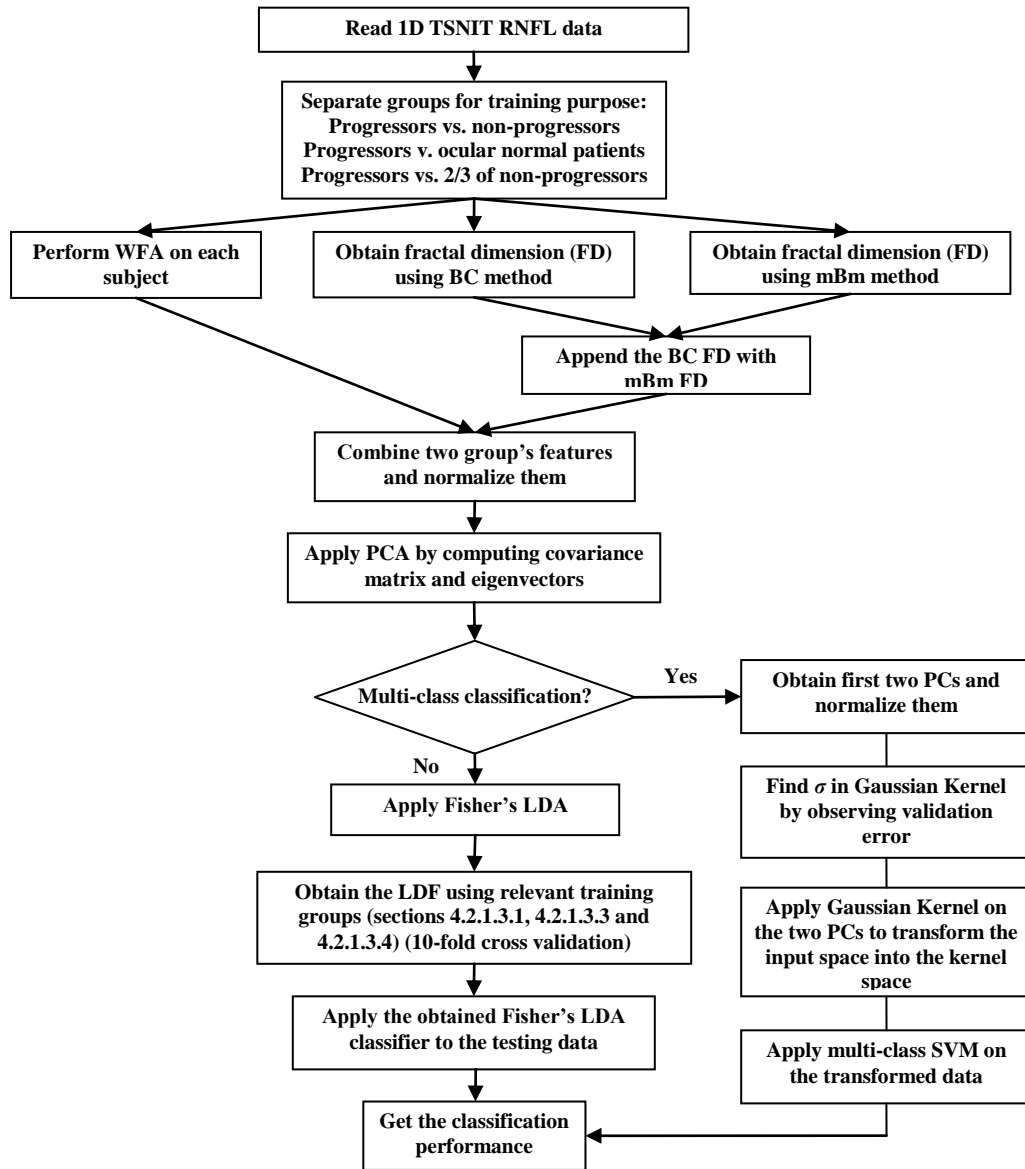 Read 1D TSNIT RNFL data
Separate groups for training purpose:
Progressors vs. non-progressors
Progressors v. ocular normal patients
Progressors vs. 2/3 of non-progressors
Perform WFA on each
subject
Obtain fractal dimension (FD)
using BC method
Obtain fractal dimension (FD)
using mBm method
Append the BC FD with
mBm FD
Combine two group’s features
and normalize them
Apply PCA by computing covariance
matrix and eigenvectors
Multi-class classification?
Yes
No
Obtain first two PCs and
normalize them
Find σ in Gaussian Kernel
by observing validation
error
Apply Gaussian Kernel on
the two PCs to transform the
input space into the kernel
space
Apply multi-class SVM on
the transformed data
Apply Fisher’s LDA
Obtain the LDF using relevant training
groups (sections 4.2.1.3.1, 4.2.1.3.3 and
4.2.1.3.4) (10-fold cross validation)
Apply the obtained Fisher’s LDA
classifier to the testing data
Get the classification
performance